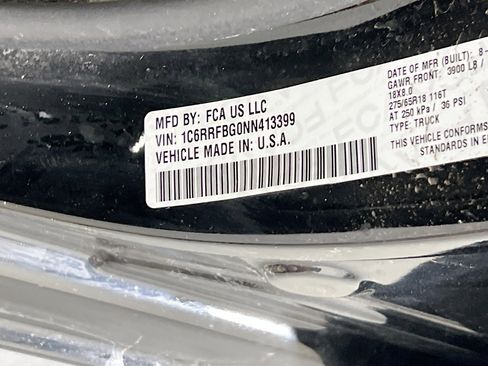 MFD BY: FCA US LLC
VIN: 1C6RRFBG0NN413399
VEHICLE MADE IN: U.S.A.
DATE OF MFR (BUILT): 8-
GAWR FRONT: 3900 LB /
18X8.0
275/65R18 116T
AT 250 kPa / 36 PSI
TYPE: TRUCK
THIS VEHICLE CONFORMS
STANDARDS IN E